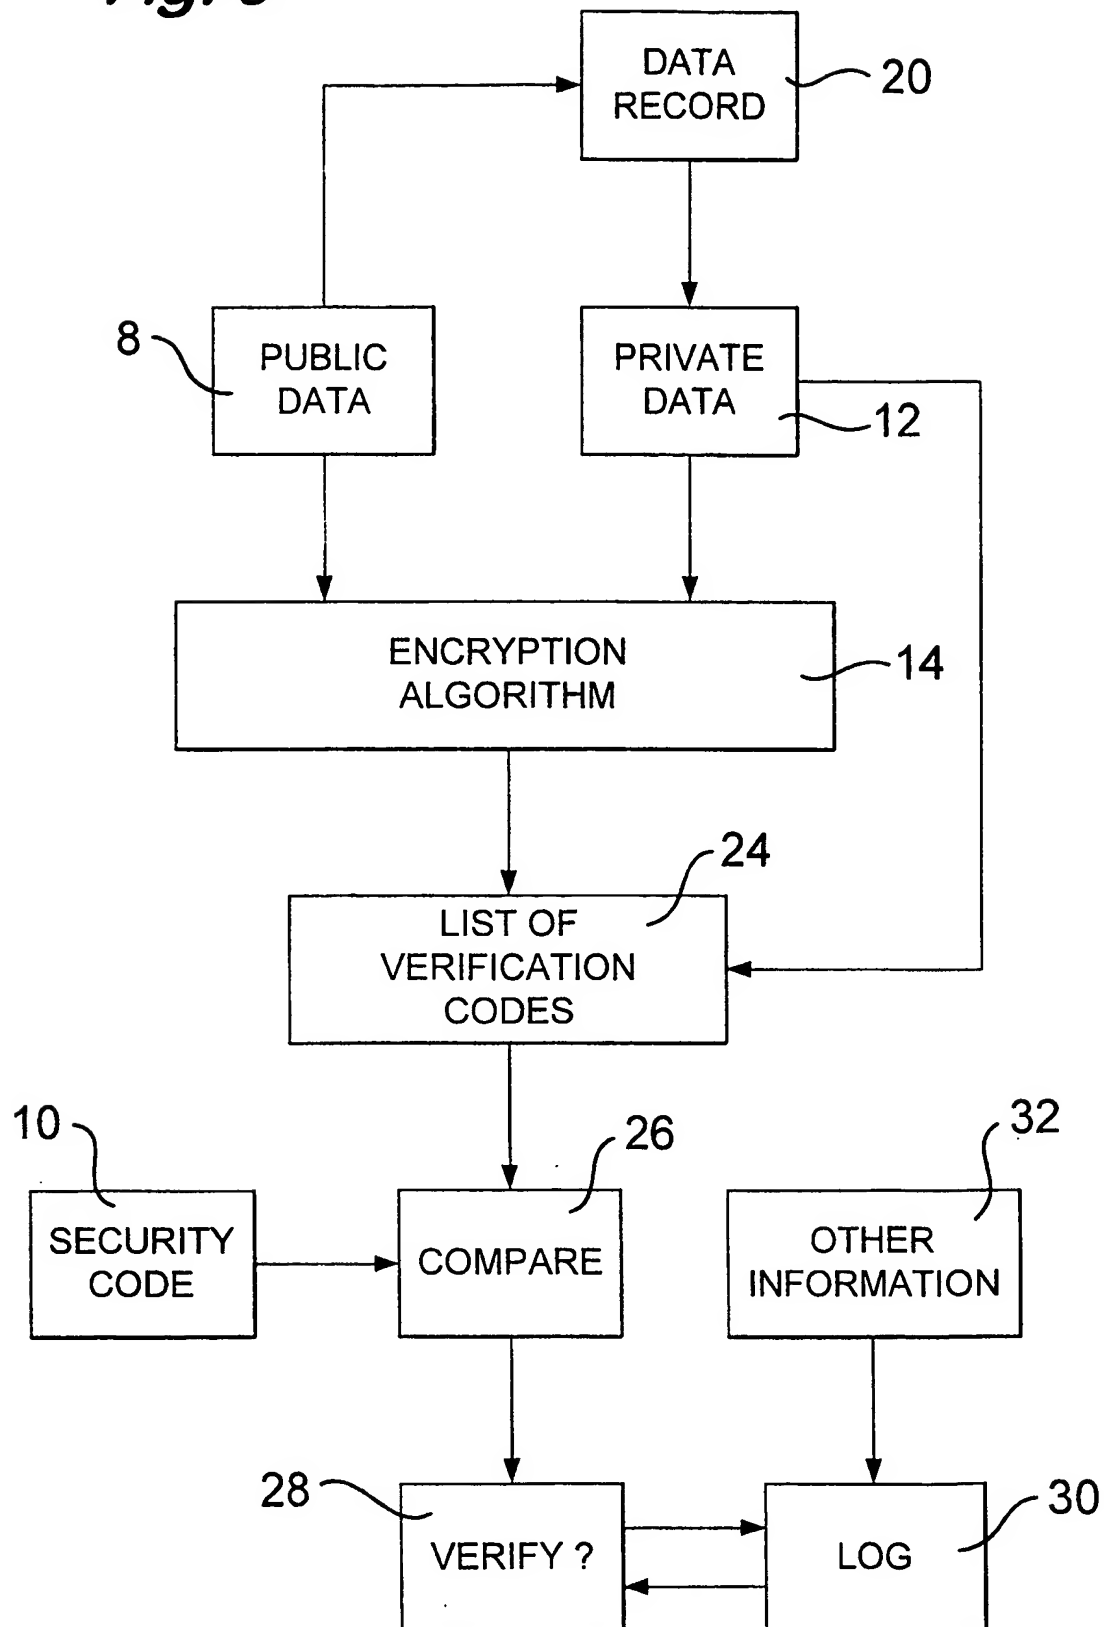 DATA
RECORD
20
8
PUBLIC
DATA
PRIVATE
DATA
12
ENCRYPTION
ALGORITHM
14
24
LIST OF
VERIFICATION
CODES
10
26
32
SECURITY
CODE
COMPARE
OTHER
INFORMATION
28
VERIFY ?
LOG
30